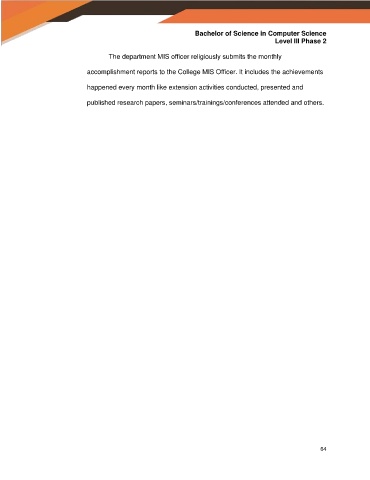 Bachelor of Science in Computer Science
Level III Phase 2
The department MIS officer religiously submits the monthly
accomplishment reports to the College MIS Officer. It includes the achievements
happened every month like extension activities conducted, presented and
published research papers, seminars/trainings/conferences attended and others.
64